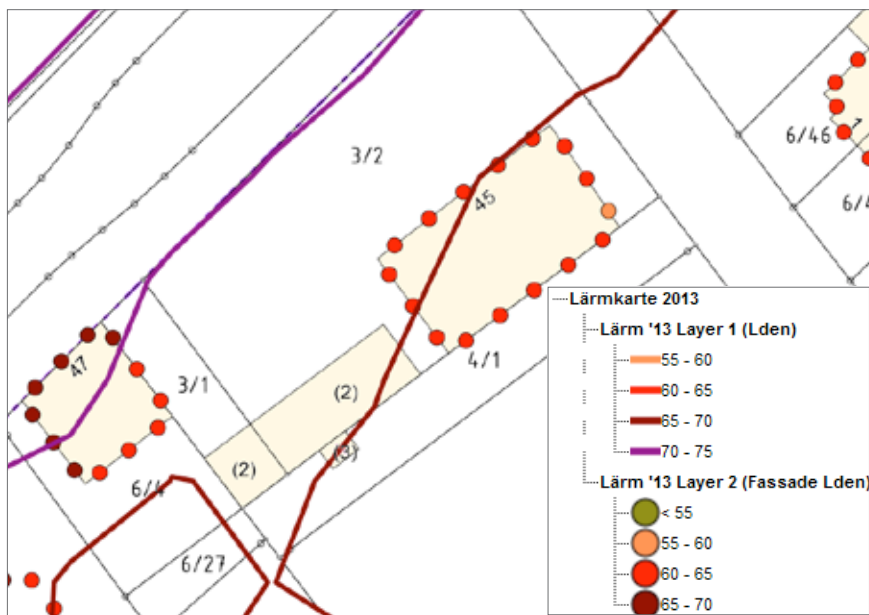 3/2
6/46
1
45
47
3/1
4/1
(2)
(2)
(3)
6/4
6/27
Lärmkarte 2013
Lärm '13 Layer 1 (Lden)
55 - 60
60 - 65
65 - 70
70 - 75
Lärm '13 Layer 2 (Fassade Lden)
< 55
55 - 60
60 - 65
65 - 70